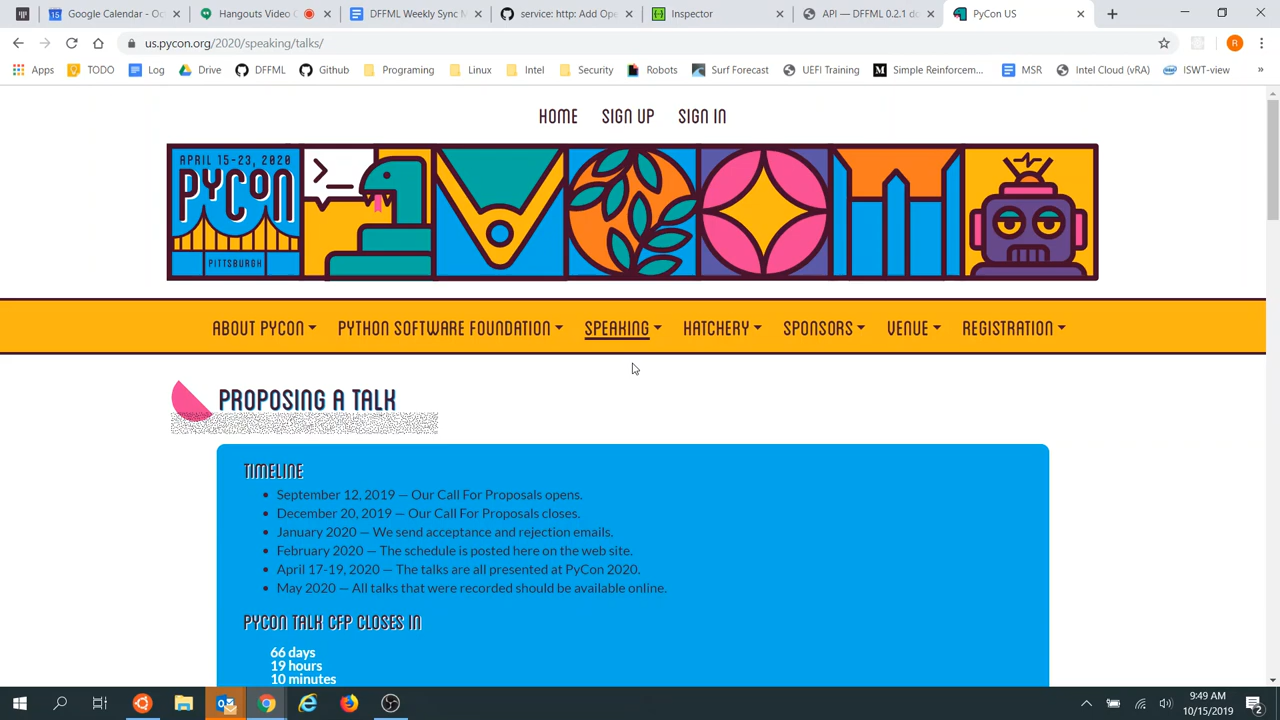 Google Calendar - Oc
Hangouts Video C
DFFML Weekly Sync M
service: http: Add Ope
Inspector
API — DFFML 0.2.1 do
PyCon US
us.pycon.org/2020/speaking/talks/
R
Apps
TODO
Log
Drive
DFFML
Github
Programing
Linux
Intel
Security
Robots
Surf Forecast
UEFI Training
Simple Reinforcem...
MSR
Intel Cloud (vRA)
ISWT-view
HOME SIGN UP SIGN IN
APRIL 15-23, 2020
PYCON
PITTSBURGH
ABOUT PYCON
PYTHON SOFTWARE FOUNDATION
SPEAKING
HATCHERY
SPONSORS
VENUE
REGISTRATION
PROPOSING A TALK
TIMELINE
September 12, 2019 — Our Call For Proposals opens.
December 20, 2019 — Our Call For Proposals closes.
January 2020 — We send acceptance and rejection emails.
February 2020 — The schedule is posted here on the web site.
April 17-19, 2020 — The talks are all presented at PyCon 2020.
May 2020 — All talks that were recorded should be available online.
PYCON TALK CFP CLOSES IN
66 days
19 hours
10 minutes
9:49 AM
10/15/2019
2